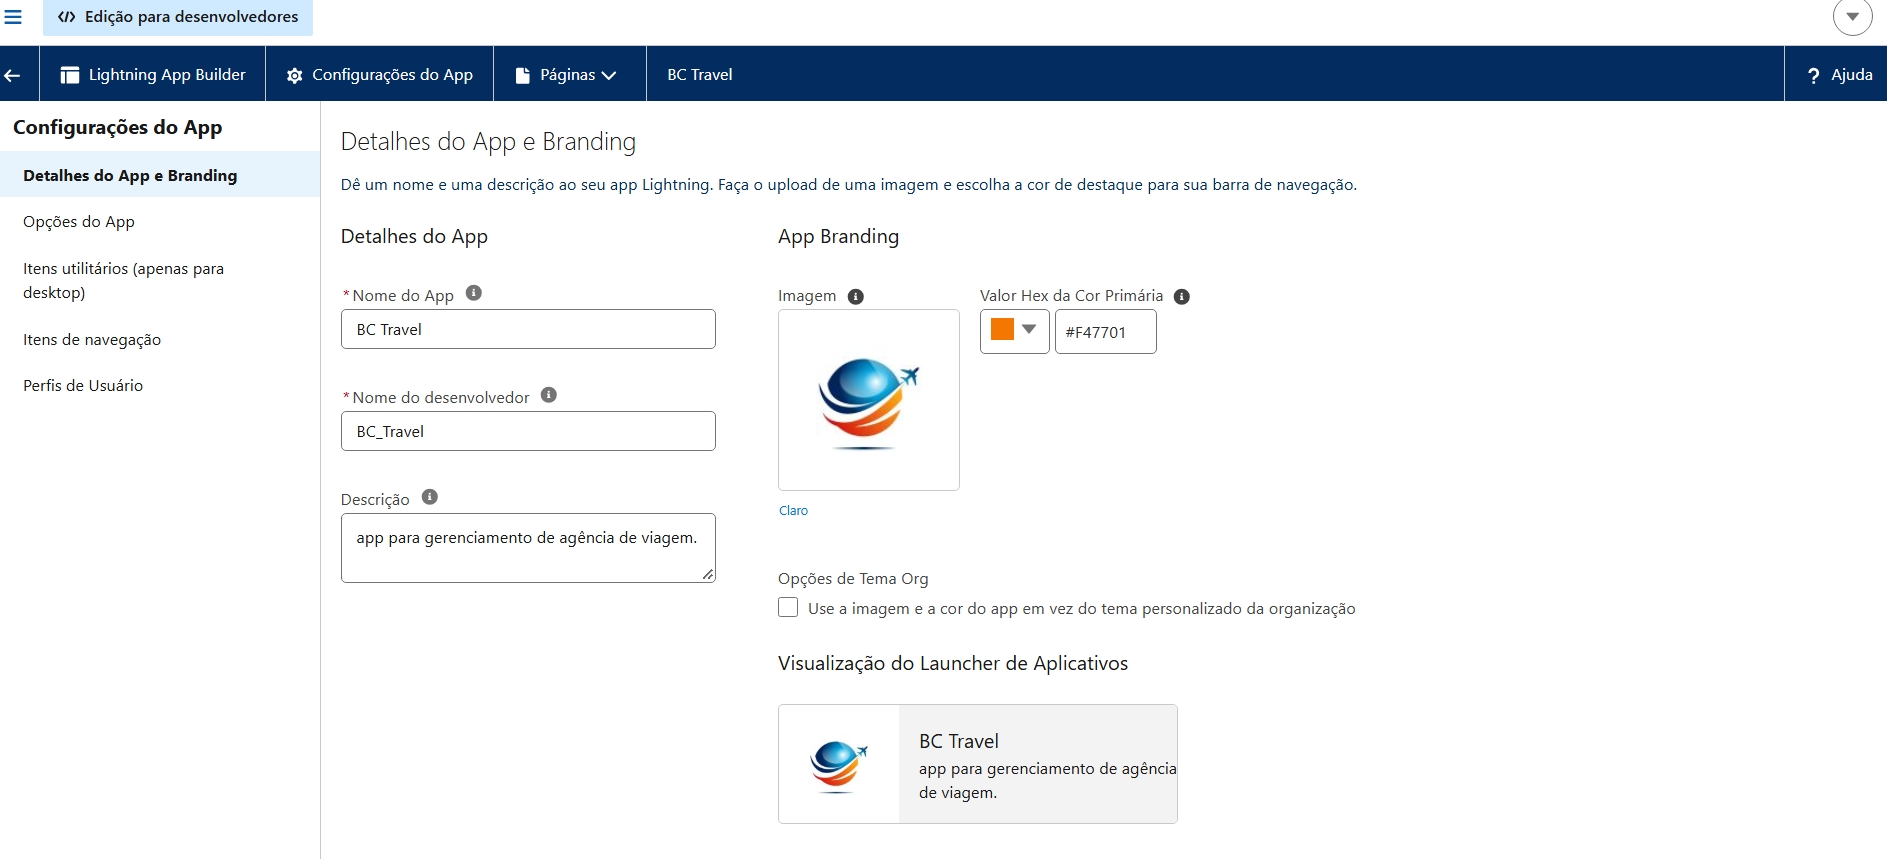 Edição para desenvolvedores
Lightning App Builder
Configurações do App
Páginas
BC Travel
? Ajuda
Configurações do App
Detalhes do App e Branding
Opções do App
Itens utilitários (apenas para
desktop)
Itens de navegação
Perfis de Usuário
Detalhes do App e Branding
Dê um nome e uma descrição ao seu app Lightning. Faça o upload de uma imagem e escolha a cor de destaque para sua barra de navegação.
Detalhes do App
*Nome do App
BC Travel
*Nome do desenvolvedor
BC_Travel
Descrição
app para gerenciamento de agência de viagem.
App Branding
Imagem
Valor Hex da Cor Primária
#F47701
Claro
Opções de Tema Org
Use a imagem e a cor do app em vez do tema personalizado da organização
Visualização do Launcher de Aplicativos
BC Travel
app para gerenciamento de agência
de viagem.